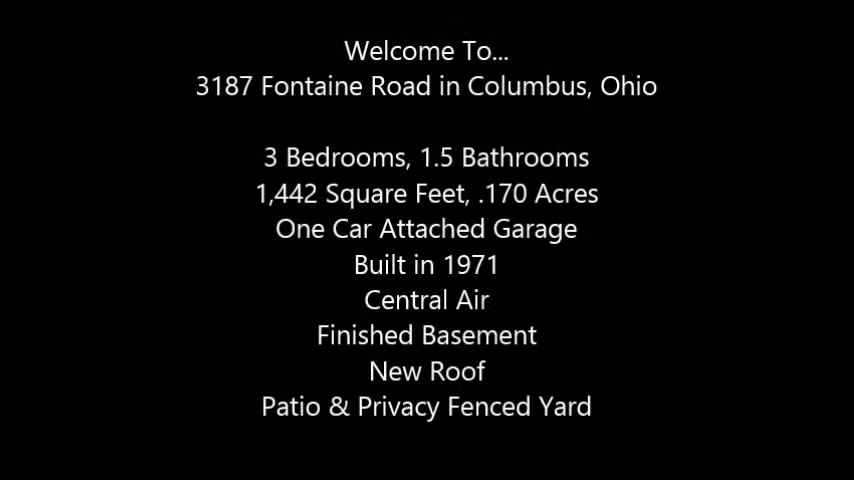 Welcome To...
3187 Fontaine Road in Columbus, Ohio
3 Bedrooms, 1.5 Bathrooms
1,442 Square Feet, .170 Acres
One Car Attached Garage
Built in 1971
Central Air
Finished Basement
New Roof
Patio & Privacy Fenced Yard